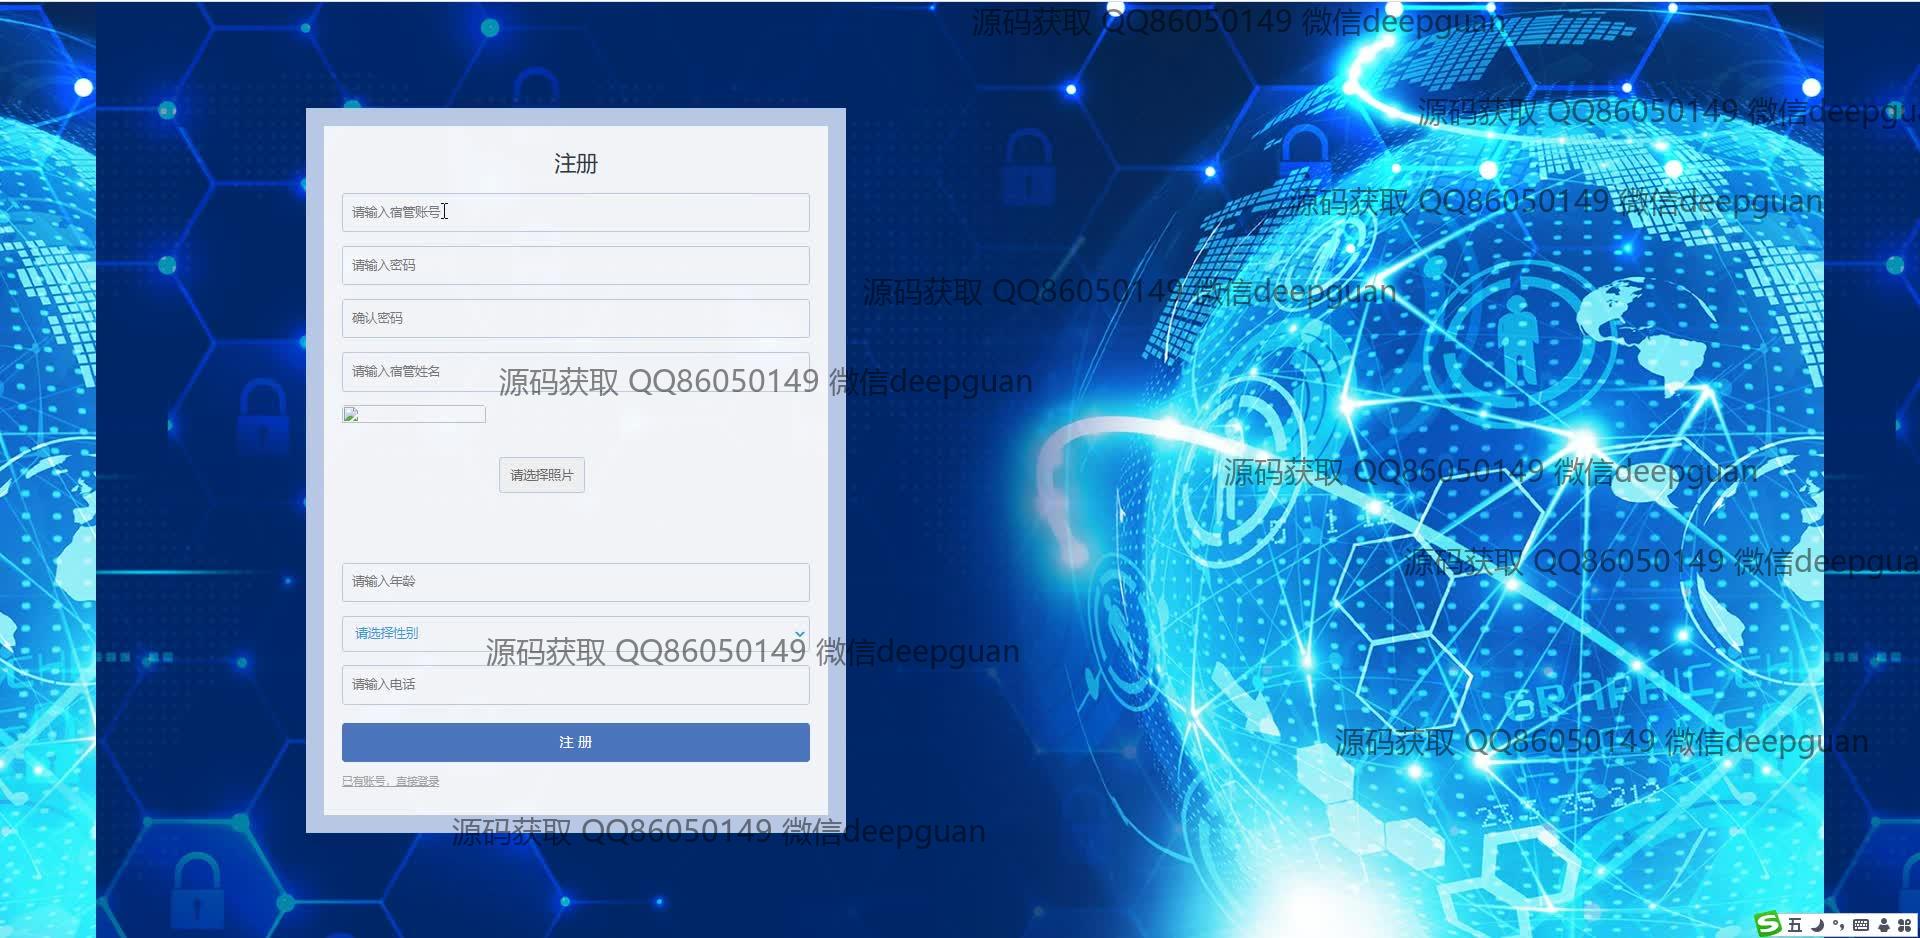 源码获取 QQ86050149 微信deepguan
源码获取 QQ86050149 微信deepgu
注册
源码获取 QQ86050149 微信deepguan
请输入宿管账号
请输入密码
源码获取 QQ86050149 微信deepguan
确认密码
请输入宿管姓名
源码获取 QQ86050149 微信deepguan
请选择照片
源码获取 QQ86050149 微信deepguan
源码获取 QQ86050149 微信deepgua
请输入年龄
请选择性别
源码获取 QQ86050149 微信deepguan
请输入电话
GRAPHIC
注 册
源码获取 QQ86050149 微信deepguan
已有账号，直接登录
源码获取 QQ86050149 微信deepguan
五